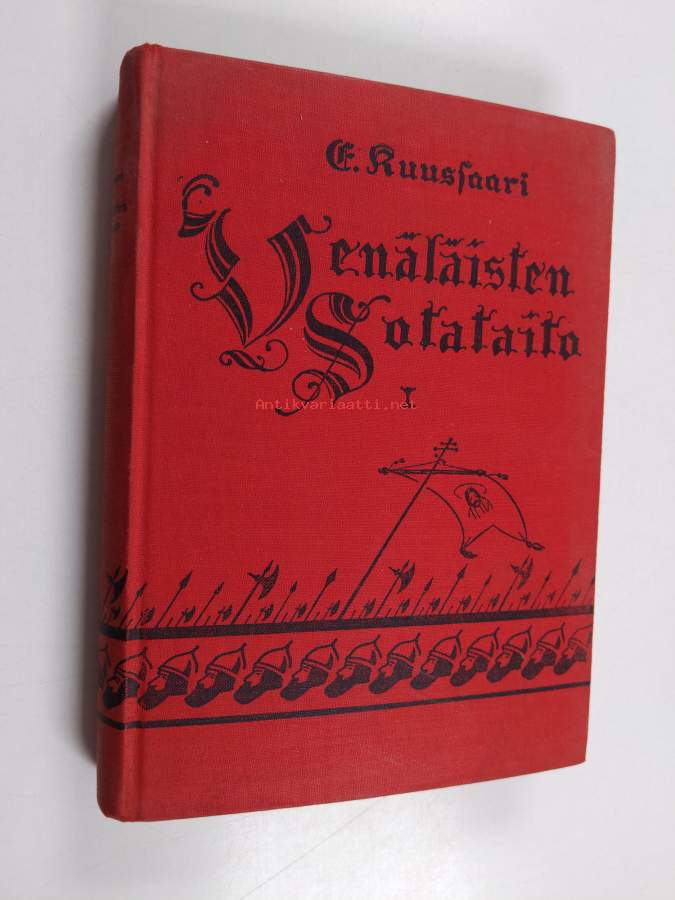 E. Kuussaari
Venäläisten
Sotataito
I
Antikvariaatti.net